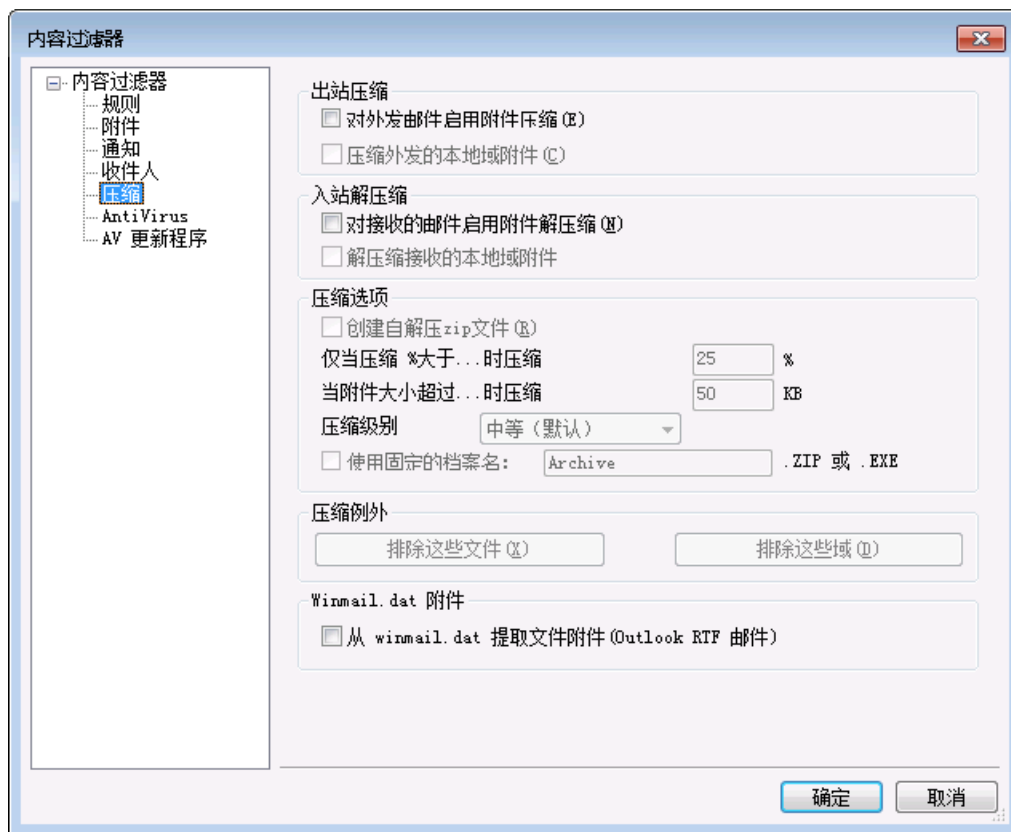 内容过滤器
内容过滤器
规则
附件
通知
收件人
压缩
AntiVirus
AV 更新程序
出站压缩
对外发邮件启用附件压缩(E)
压缩外发的本地域附件(C)
入站解压缩
对接收的邮件启用附件解压缩(N)
解压缩接收的本地域附件
压缩选项
创建自解压zip文件(R)
仅当压缩 %大于...时压缩 25 %
当附件大小超过...时压缩 50 KB
压缩级别 中等（默认）
使用固定的档案名: Archive .ZIP 或 .EXE
压缩例外
排除这些文件(X) 排除这些域(D)
Winmail.dat 附件
从 winmail.dat 提取文件附件(Outlook RTF 邮件)
确定 取消